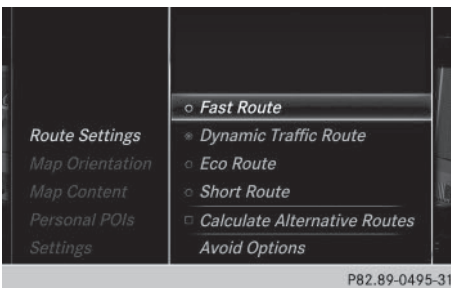 Fast Route
Route Settings
Dynamic Traffic Route
Map Orientation
Eco Route
Map Content
Short Route
Personal POIs
Calculate Alternative Routes
Settings
Avoid Options
P82.89-0495-31